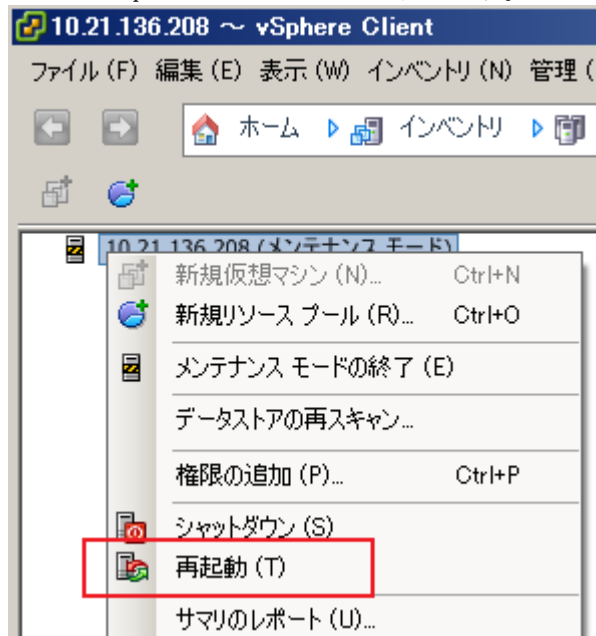 10.21.136.208 ～ vSphere Client
ファイル (F) 編集 (E) 表示 (W) インベントリ (N) 管理 (
ホーム インベントリ
10.21.136.208 (メンテナンス モード)
新規仮想マシン (N)... Ctrl+N
新規リソース プール (R)... Ctrl+O
メンテナンス モードの終了 (E)
データストアの再スキャン...
権限の追加 (P)... Ctrl+P
シャットダウン (S)
再起動 (T)
サマリのレポート (U)...